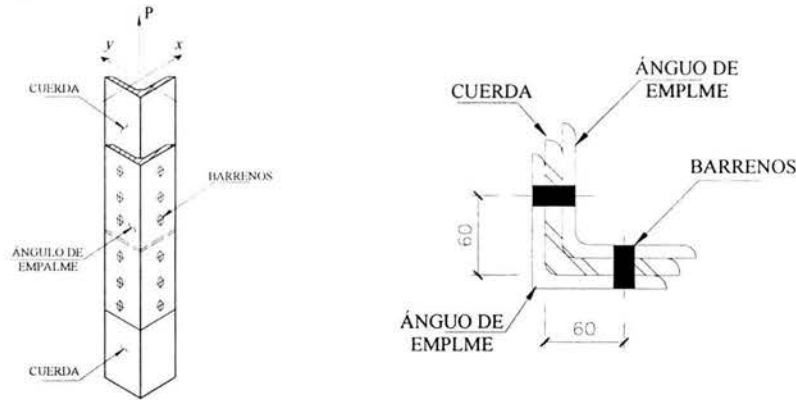 P
y
x
CUERDA
BARRENOS
ÁNGULO DE
EMPALME
CUERDA
ÁNGUO DE
EMPLME
CUERDA
BARRENOS
60
60
ÁNGUO DE
EMPLME